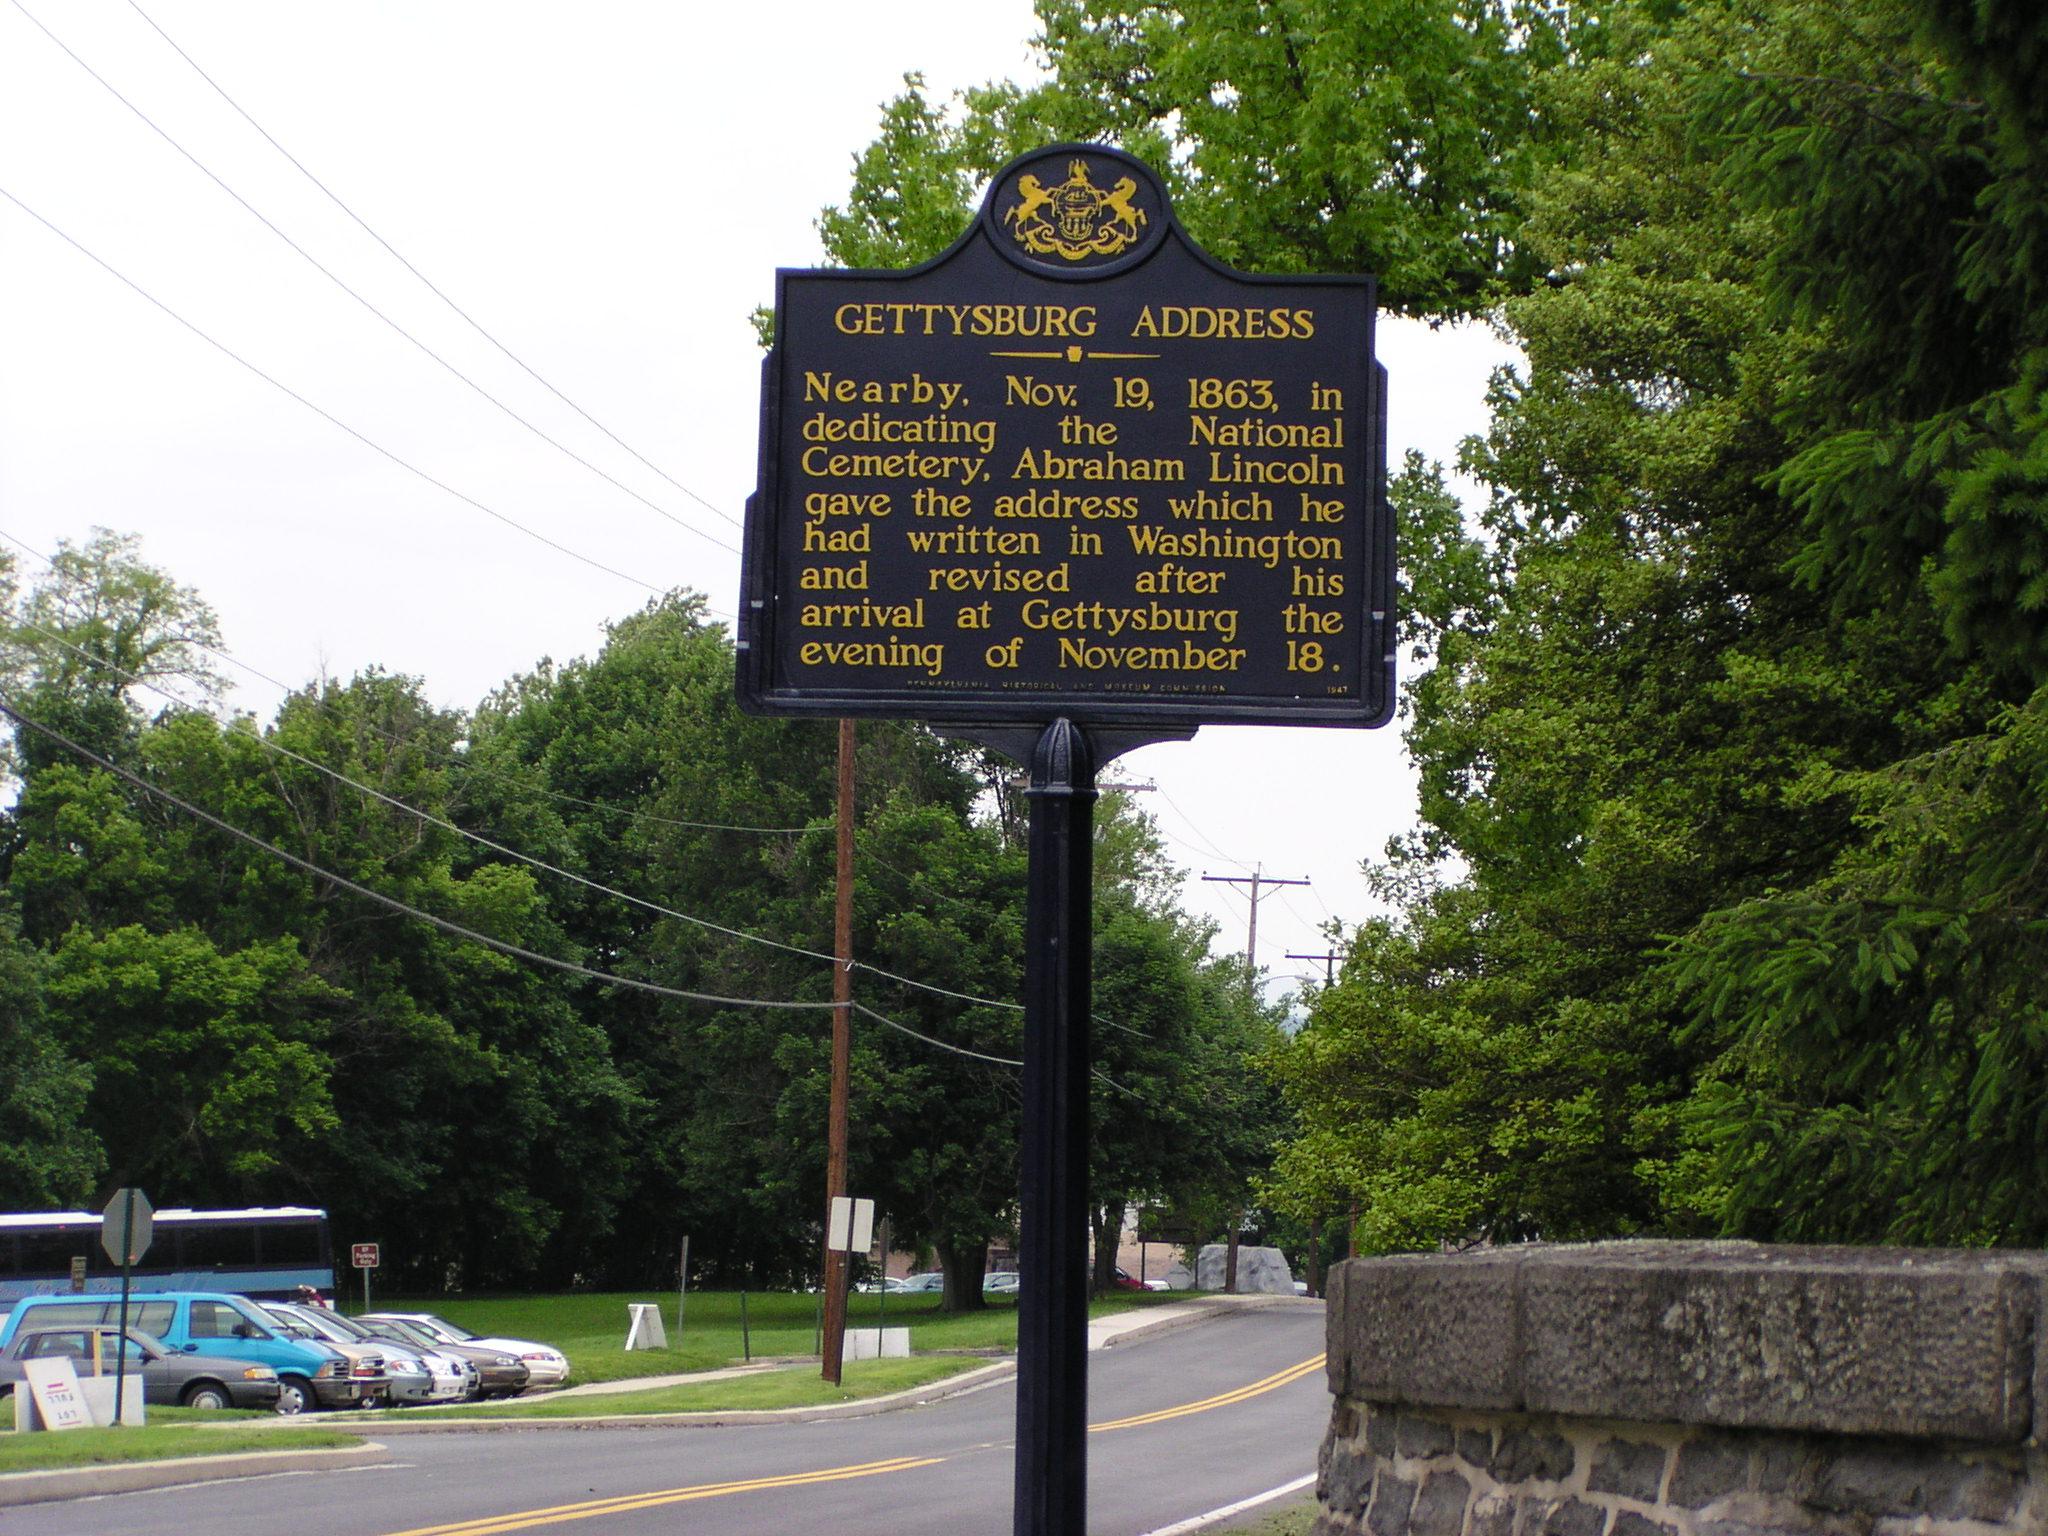 GETTYSBURG ADDRESS
Nearby, Nov. 19, 1863, in
dedicating the National
Cemetery, Abraham Lincoln
gave the address which he
had written in Washington
and revised after his
arrival at Gettysburg the
evening of November 18.
PENNSYLVANIA HISTORICAL AND MUSEUM COMMISSION 1947
LOT
FULL